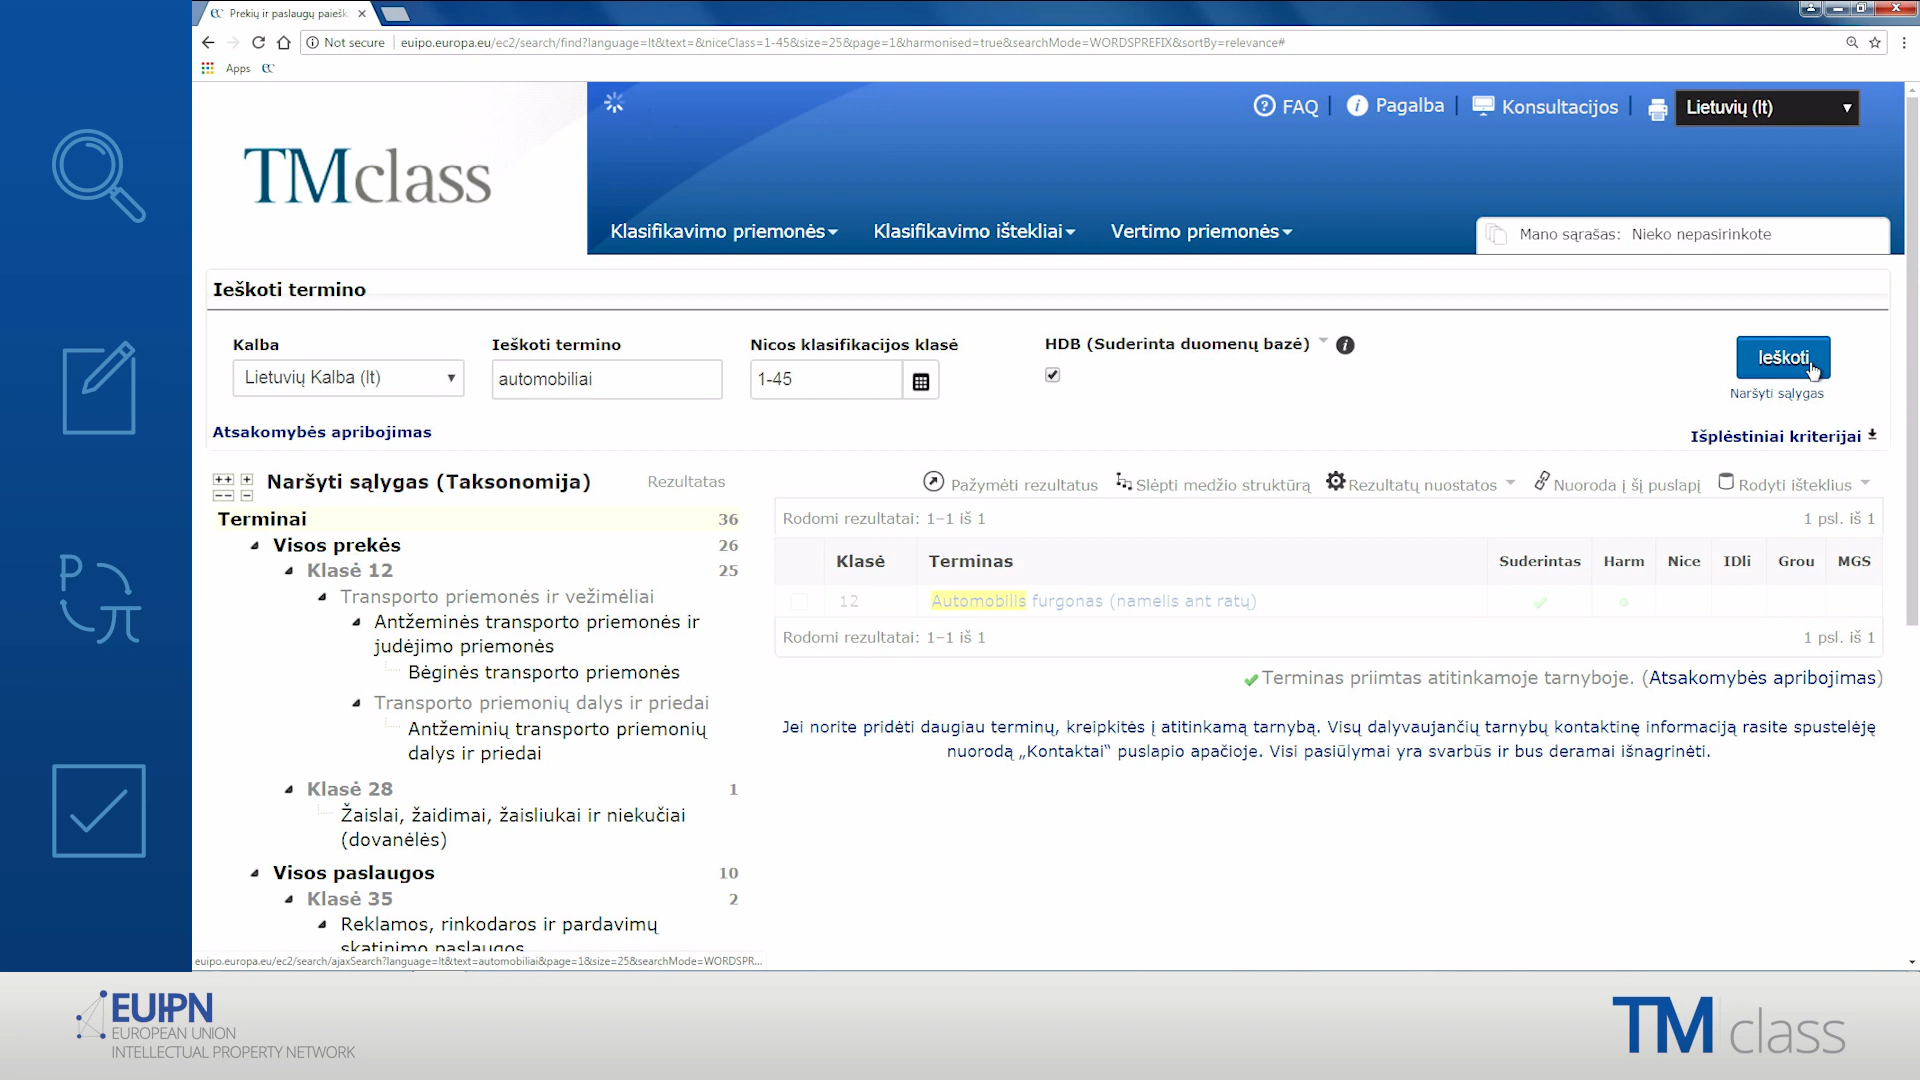 Prekių ir paslaugų paiešk
Not secure
euipo.europa.eu/ec2/search/find?language=lt&text=&niceClass=1-45&size=25&page=1&harmonised=true&searchMode=WORDSPREFIX&sortBy=relevance#
Apps
FAQ
Pagalba
Konsultacijos
Lietuvių (lt)
TMclass
Klasifikavimo priemonės
Klasifikavimo ištekliai
Vertimo priemonės
Mano sąrašas: Nieko nepasirinkote
Ieškoti termino
Kalba
Ieškoti termino
Nicos klasifikacijos klasė
HDB (Suderinta duomenų bazė)
Lietuvių Kalba (lt)
automobiliai
1-45
Ieškoti
Naršyti sąlygas
Atsakomybės apribojimas
Išplėstiniai kriterijai
Naršyti sąlygas (Taksonomija)
Rezultatas
Pažymėti rezultatus
Slėpti medžio struktūrą
Rezultatų nuostatos
Nuoroda į šį puslapį
Rodyti išteklius
Terminai 36
Visos prekės 26
Klasė 12 25
Transporto priemonės ir vežimėliai
Antžeminės transporto priemonės ir
judėjimo priemonės
Bėginės transporto priemonės
Transporto priemonių dalys ir priedai
Antžeminių transporto priemonių
dalys ir priedai
Klasė 28 1
Žaislai, žaidimai, žaisliukai ir niekučiai
(dovanėlės)
Visos paslaugos 10
Klasė 35 2
Reklamos, rinkodaros ir pardavimų
skatinimo paslaugos
Rodomi rezultatai: 1–1 iš 1
1 psl. iš 1
Klasė Terminas Suderintas Harm Nice IDli Grou MGS
12 Automobilis furgonas (namelis ant ratų)
Rodomi rezultatai: 1–1 iš 1
1 psl. iš 1
Terminas priimtas atitinkamoje tarnyboje. (Atsakomybės apribojimas)
Jei norite pridėti daugiau terminų, kreipkitės į atitinkamą tarnybą. Visų dalyvaujančių tarnybų kontaktinę informaciją rasite spustelėję
nuorodą „Kontaktai“ puslapio apačioje. Visi pasiūlymai yra svarbūs ir bus deramai išnagrinėti.
euipo.europa.eu/ec2/search/ajaxSearch?language=lt&text=automobiliai&page=1&size=25&searchMode=WORDSPR...
EUIPN
EUROPEAN UNION
INTELLECTUAL PROPERTY NETWORK
TM class